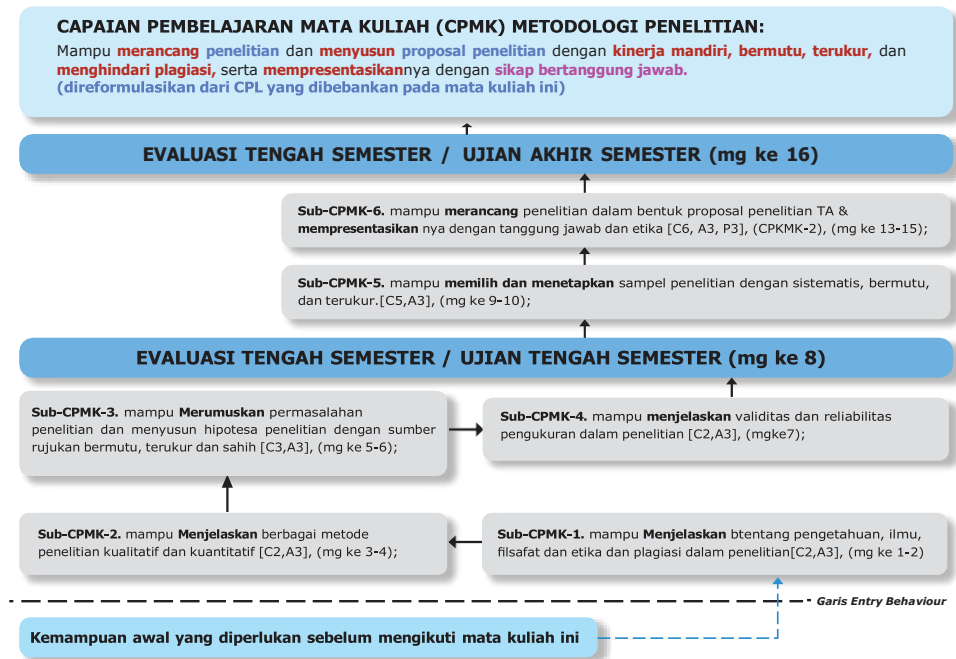 CAPAIAN PEMBELAJARAN MATA KULIAH (CPMK) METODOLOGI PENELITIAN:
Mampu merancang penelitian dan menyusun proposal penelitian dengan kinerja mandiri, bermutu, terukur, dan
menghindari plagiasi, serta mempresentasikannya dengan sikap bertanggung jawab.
(direformulasikan dari CPL yang dibebankan pada mata kuliah ini)
EVALUASI TENGAH SEMESTER / UJIAN AKHIR SEMESTER (mg ke 16)
Sub-CPMK-6. mampu merancang penelitian dalam bentuk proposal penelitian TA &
mempresentasikan nya dengan tanggung jawab dan etika [C6, A3, P3], (CPKMK-2), (mg ke 13-15);
Sub-CPMK-5. mampu memilih dan menetapkan sampel penelitian dengan sistematis, bermutu,
dan terukur.[C5,A3], (mg ke 9-10);
EVALUASI TENGAH SEMESTER / UJIAN TENGAH SEMESTER (mg ke 8)
Sub-CPMK-3. mampu Merumuskan permasalahan
penelitian dan menyusun hipotesa penelitian dengan sumber
rujukan bermutu, terukur dan sahih [C3,A3], (mg ke 5-6);
Sub-CPMK-4. mampu menjelaskan validitas dan reliabilitas
pengukuran dalam penelitian [C2,A3], (mgke7);
Sub-CPMK-2. mampu Menjelaskan berbagai metode
penelitian kualitatif dan kuantitatif [C2,A3], (mg ke 3-4);
Sub-CPMK-1. mampu Menjelaskan btentang pengetahuan, ilmu,
filsafat dan etika dan plagiasi dalam penelitian[C2,A3], (mg ke 1-2)
Garis Entry Behaviour
Kemampuan awal yang diperlukan sebelum mengikuti mata kuliah ini